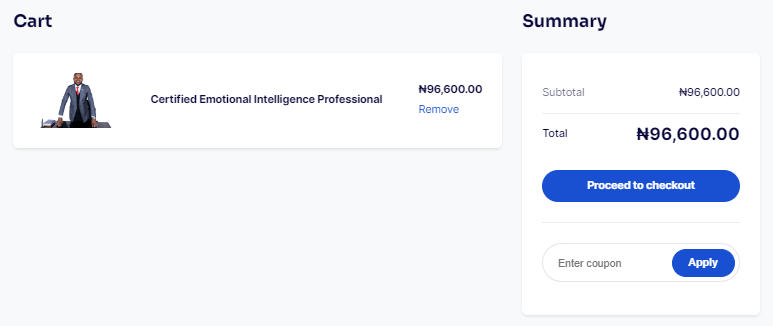 Cart
Certified Emotional Intelligence Professional
₦96,600.00
Remove
Summary
Subtotal ₦96,600.00
Total ₦96,600.00
Proceed to checkout
Enter coupon Apply